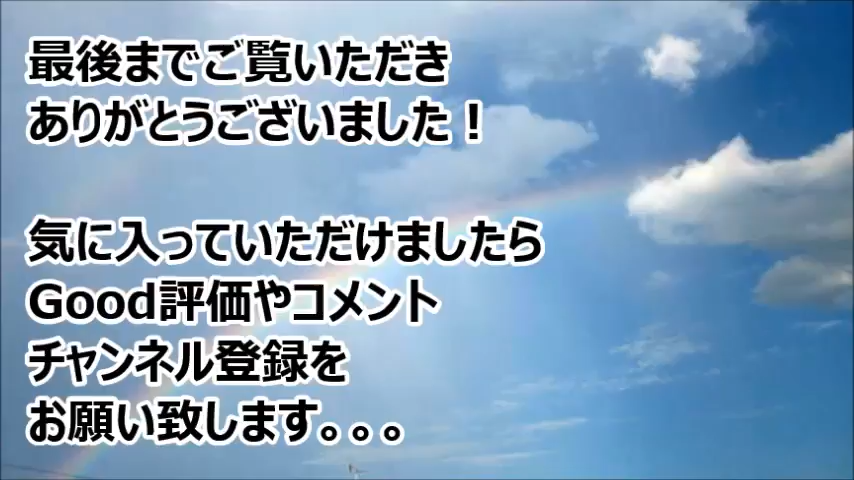 最後までご覧いただき
ありがとうございました！
気に入っていただけましたら
Good評価やコメント
チャンネル登録を
お願い致します。。。